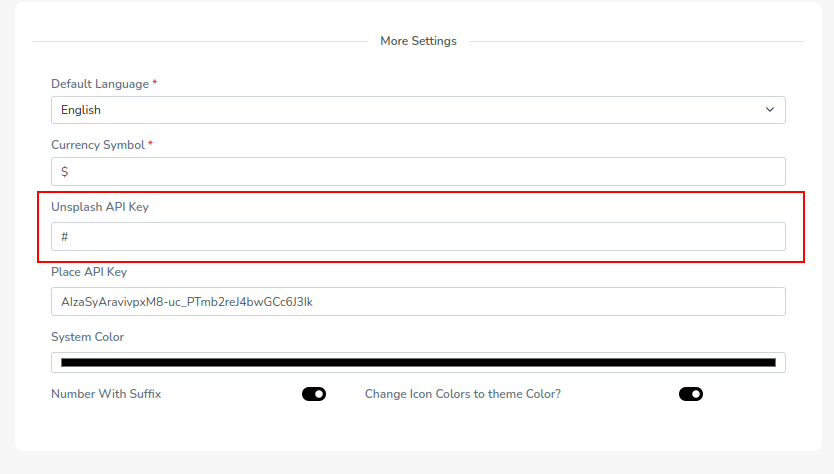 More Settings
Default Language *
English
Currency Symbol *
$
Unsplash API Key
#
Place API Key
AIzaSyAravivpxM8-uc_PTmb2reJ4bwGCc6J3Ik
System Color
Number With Suffix Change Icon Colors to theme Color?